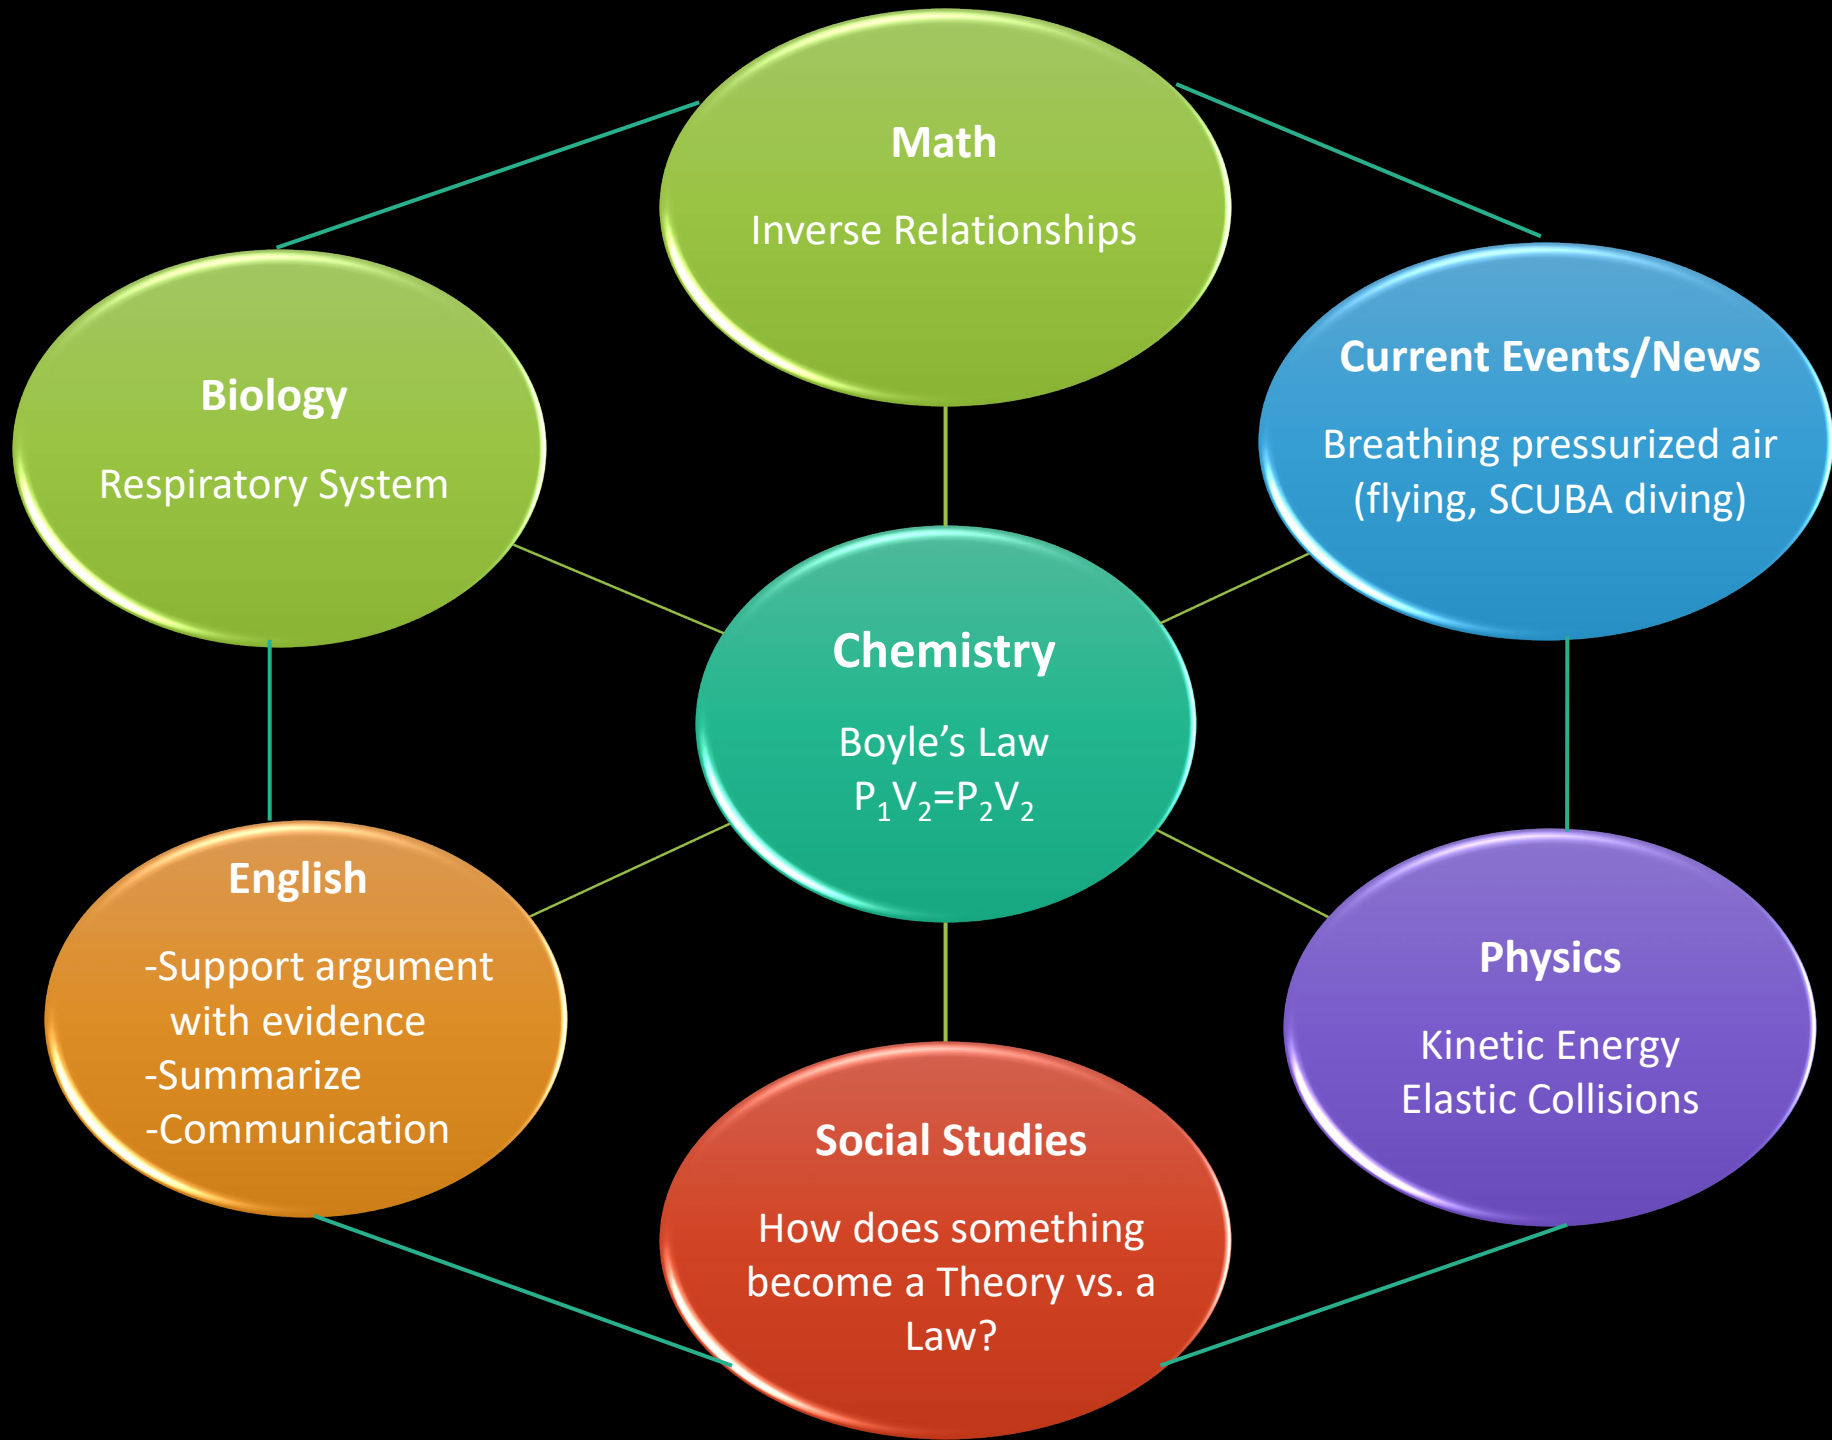 Math
Inverse Relationships
Biology
Respiratory System
Current Events/News
Breathing pressurized air
(flying, SCUBA diving)
Chemistry
Boyle’s Law
P₁V₂=P₂V₂
English
-Support argument
with evidence
-Summarize
-Communication
Physics
Kinetic Energy
Elastic Collisions
Social Studies
How does something
become a Theory vs. a
Law?